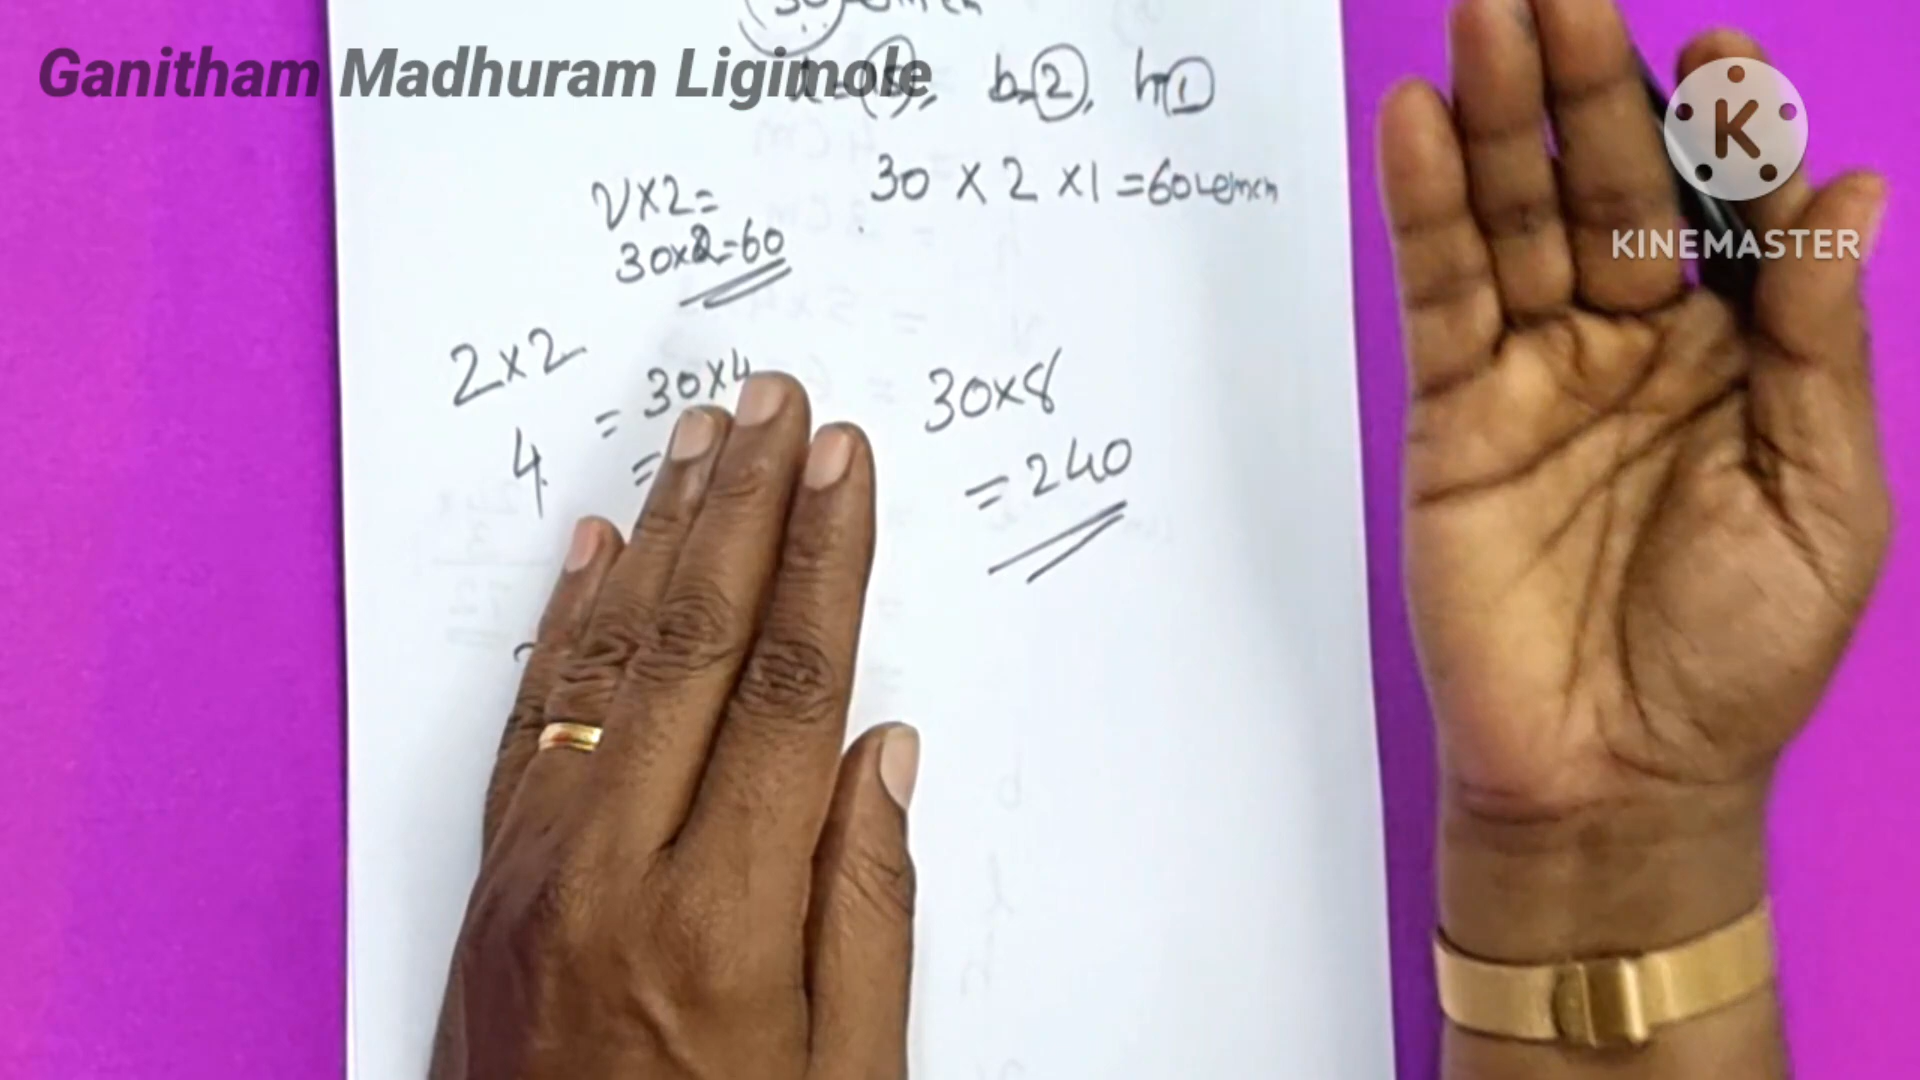 Ganitham Madhuram Ligimole
b=2, h=1
30 × 2 × 1 = 60
V×2=
30×2=60
2×2
4
= 30×4
=
30×8
= 240
K
KINEMASTER